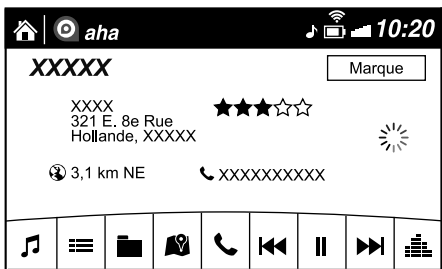 aha 10:20
XXXXX Marque
XXXX
321 E. 8e Rue
Hollande, XXXXX
3,1 km NE XXXXXXXXXX